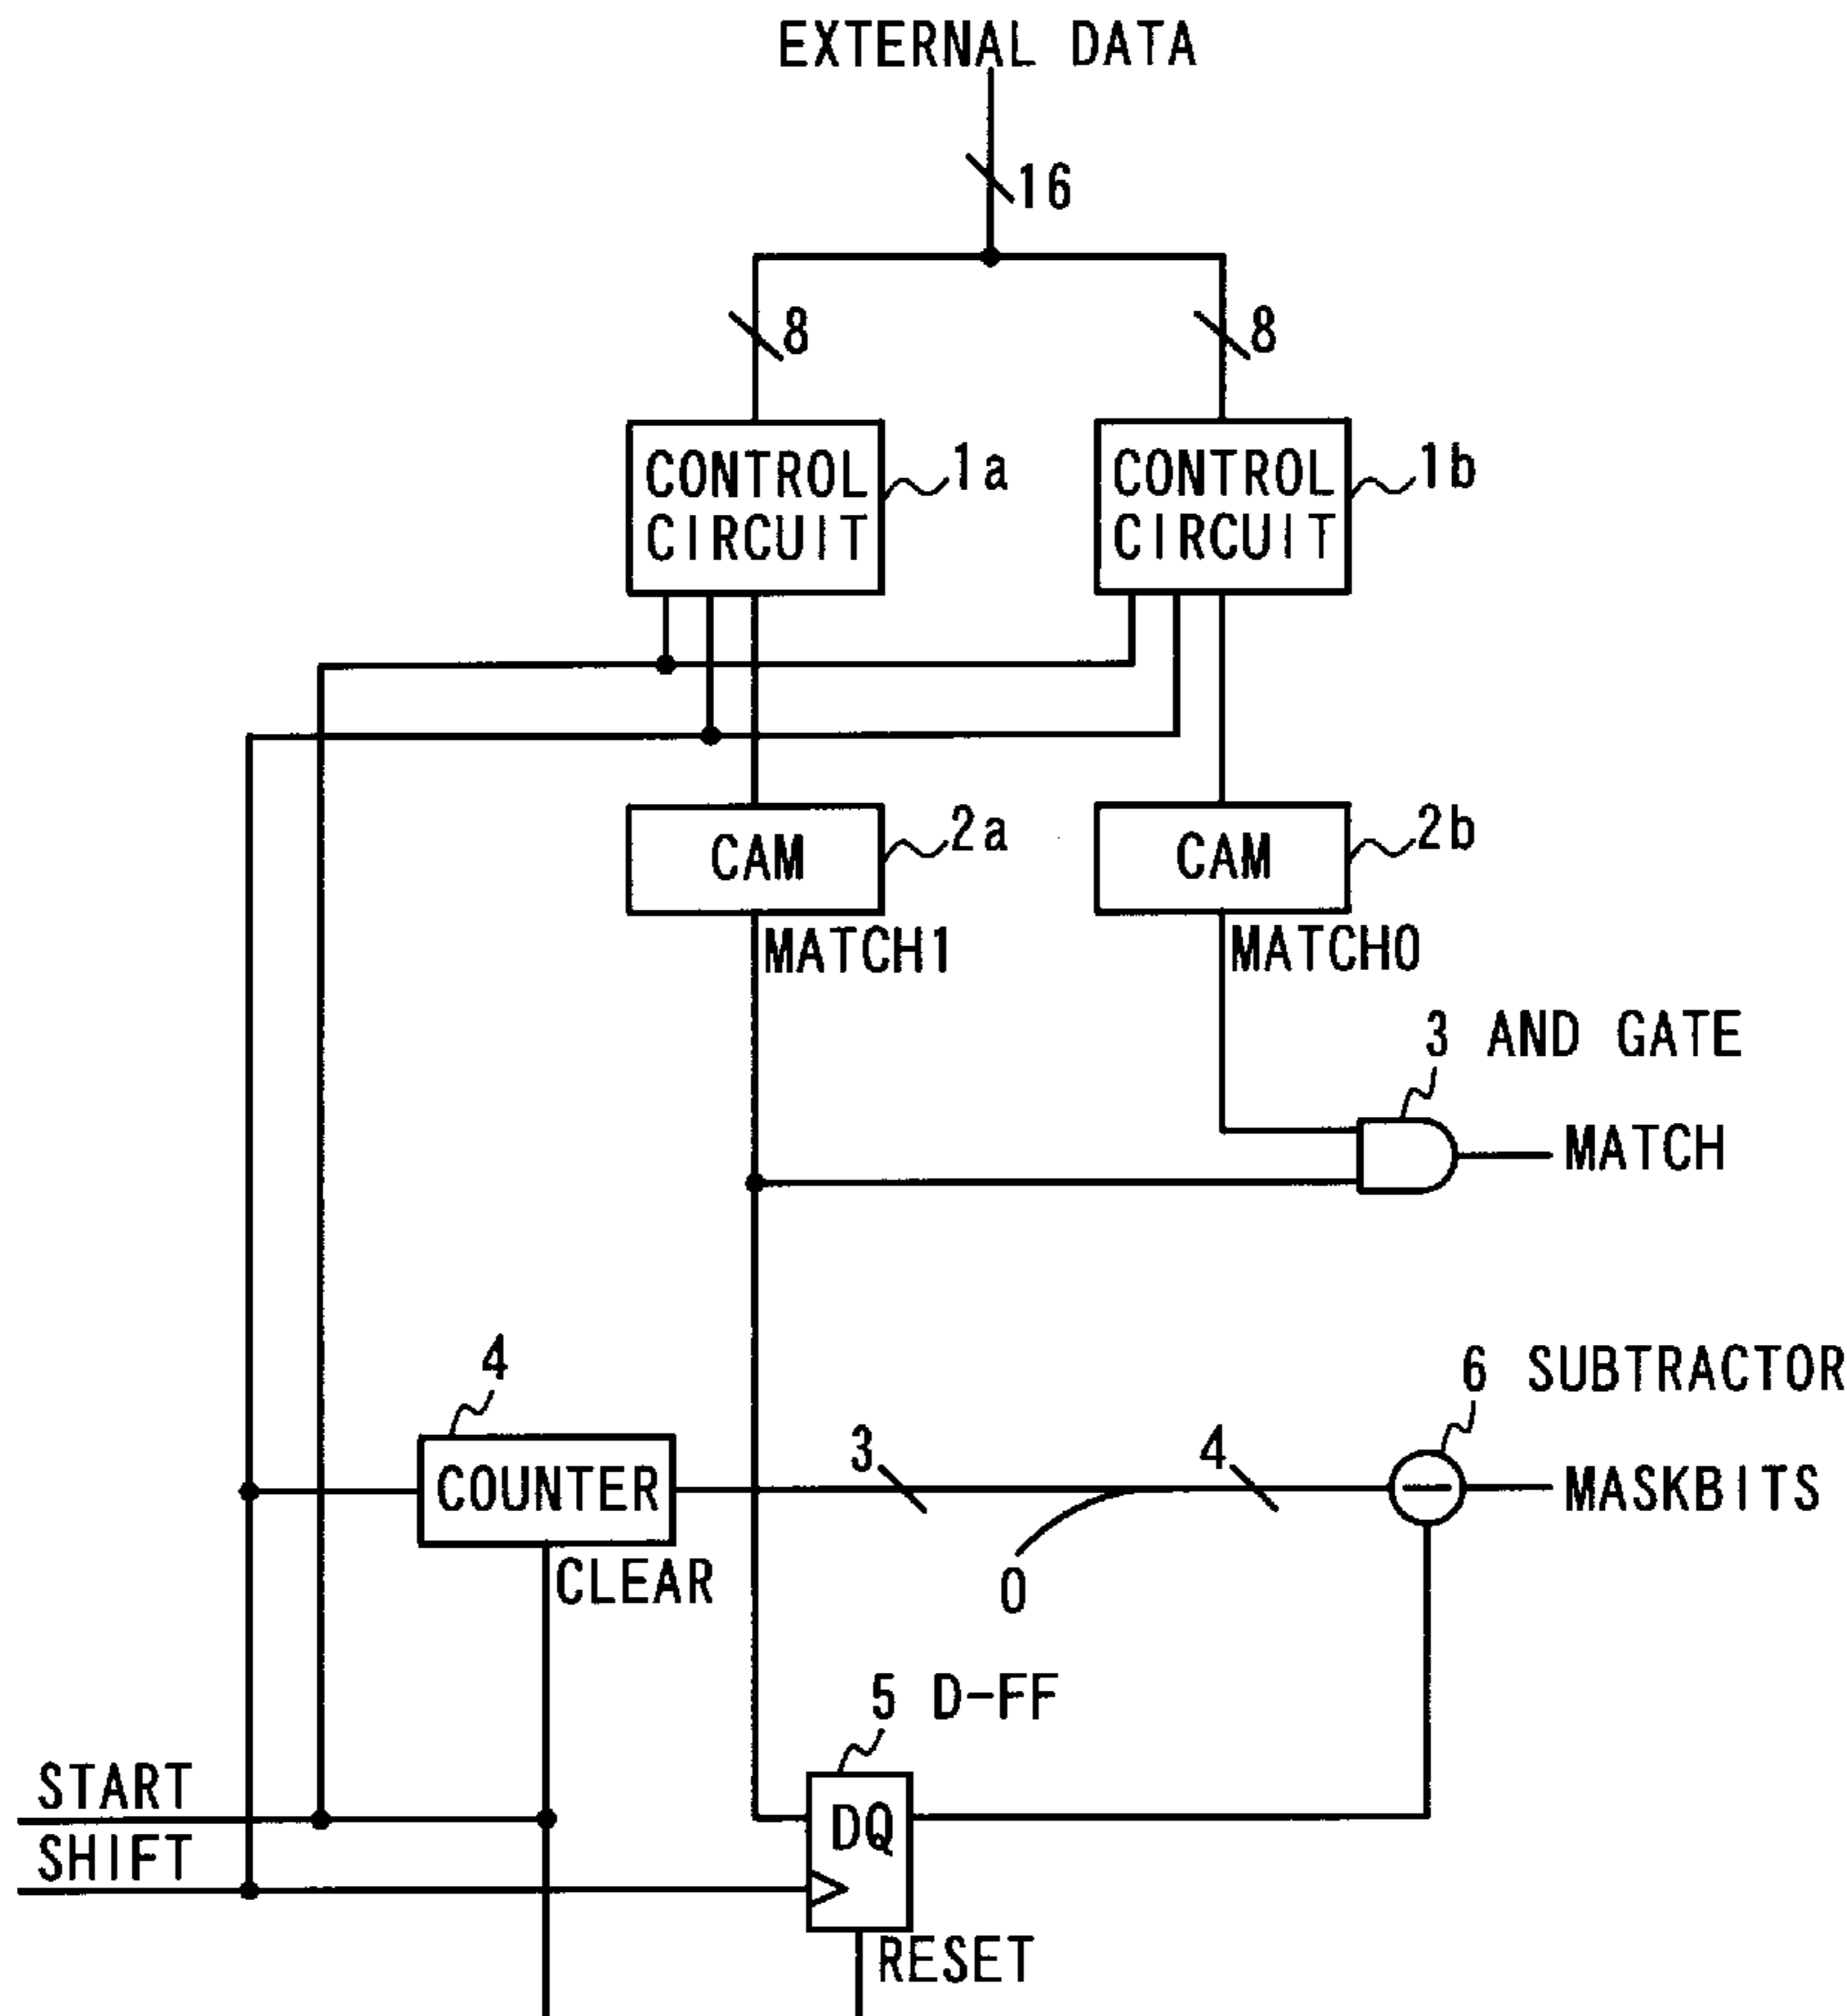 EXTERNAL DATA
16
8
8
CONTROL
CIRCUIT
1a
CONTROL
CIRCUIT
1b
CAM
2a
CAM
2b
MATCH1
MATCH0
3 AND GATE
MATCH
4
6 SUBTRACTOR
COUNTER
3
4
MASKBITS
CLEAR
0
5 D-FF
START
DQ
SHIFT
RESET